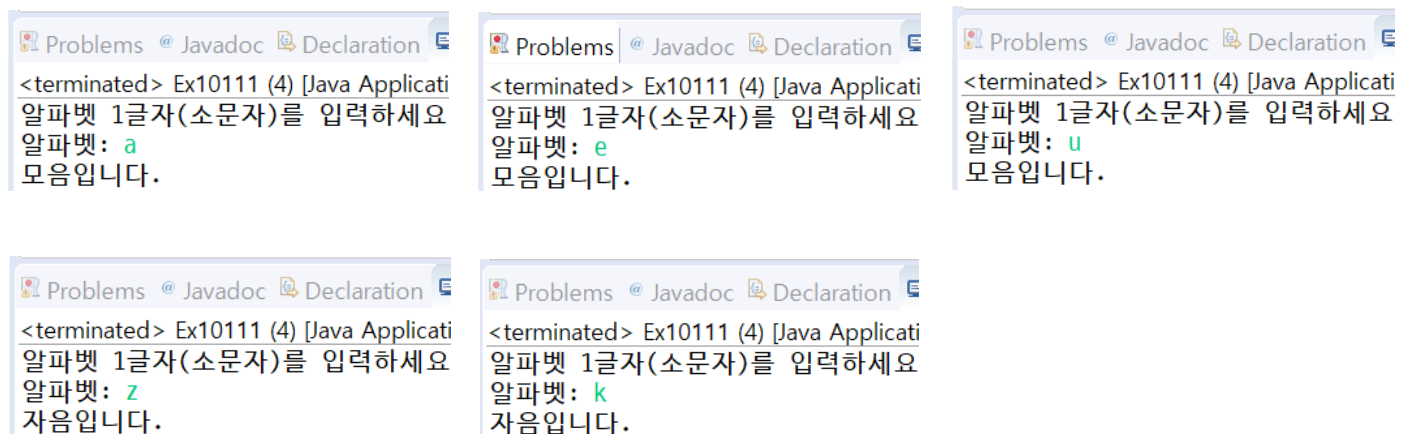 Problems @ Javadoc Declaration
<terminated> Ex10111 (4) [Java Applicati
알파벳 1글자(소문자)를 입력하세요
알파벳: a
모음입니다.
Problems @ Javadoc Declaration
<terminated> Ex10111 (4) [Java Applicati
알파벳 1글자(소문자)를 입력하세요
알파벳: e
모음입니다.
Problems @ Javadoc Declaration
<terminated> Ex10111 (4) [Java Applicati
알파벳 1글자(소문자)를 입력하세요
알파벳: u
모음입니다.
Problems @ Javadoc Declaration
<terminated> Ex10111 (4) [Java Applicati
알파벳 1글자(소문자)를 입력하세요
알파벳: z
자음입니다.
Problems @ Javadoc Declaration
<terminated> Ex10111 (4) [Java Applicati
알파벳 1글자(소문자)를 입력하세요
알파벳: k
자음입니다.